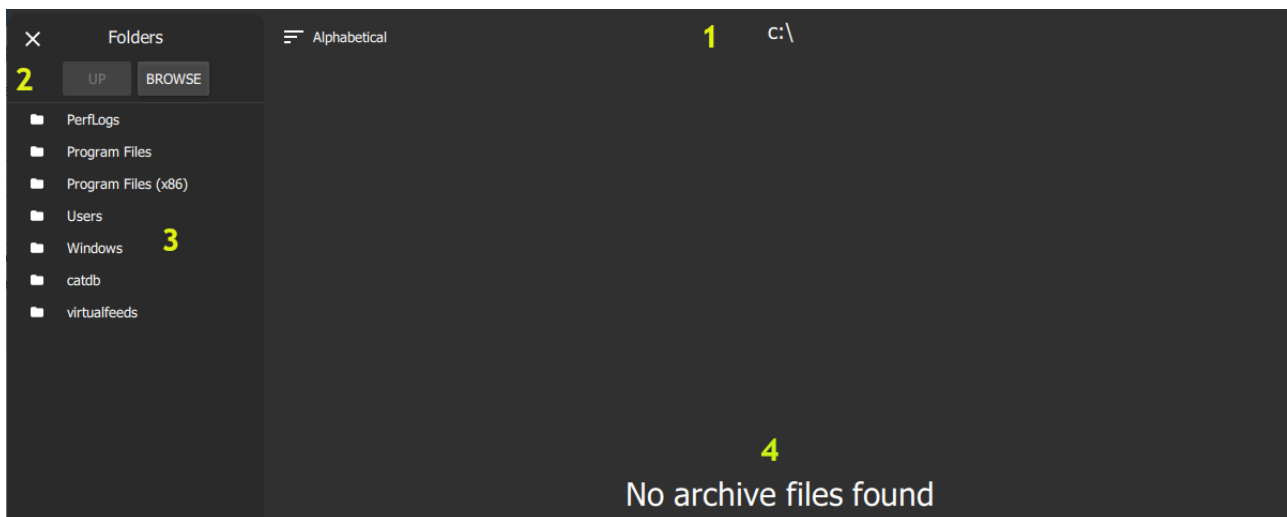 Folders
Alphabetical
1
c:\
2
UP
BROWSE
PerfLogs
Program Files
Program Files (x86)
Users
Windows
3
catdb
virtualfeeds
4
No archive files found